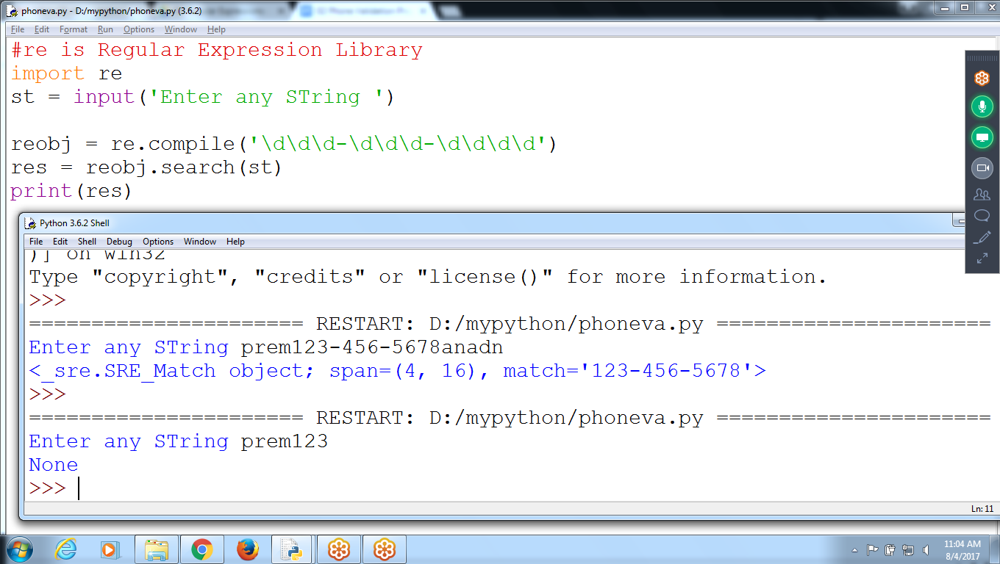 phoneva.py - D:/mypython/phoneva.py (3.6.2)
File Edit Format Run Options Window Help
#re is Regular Expression Library
import re
st = input('Enter any STring ')
reobj = re.compile('\d\d\d-\d\d\d-\d\d\d\d')
res = reobj.search(st)
print(res)
Python 3.6.2 Shell
File Edit Shell Debug Options Window Help
)] on win32
Type "copyright", "credits" or "license()" for more information.
>>>
====================== RESTART: D:/mypython/phoneva.py ======================
Enter any STring prem123-456-5678anadn
<_sre.SRE_Match object; span=(4, 16), match='123-456-5678'>
>>>
====================== RESTART: D:/mypython/phoneva.py ======================
Enter any STring prem123
None
>>>
Ln: 11
11:04 AM
8/4/2017